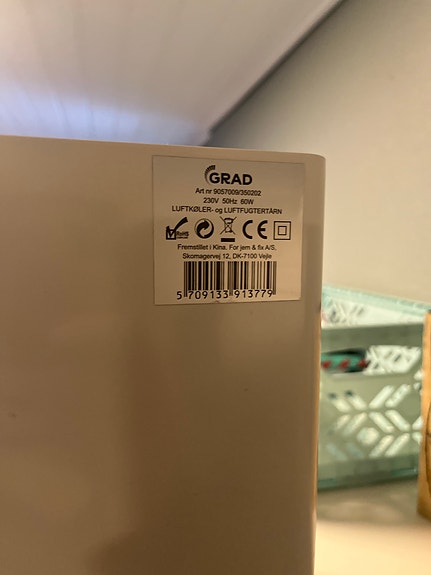 GRAD
Art nr 9057009/350202
230V 50Hz 60W
LUFTKØLER- og LUFTFUGTERTÅRN
RoHS CE
Fremstillet i Kina. For jem & fix A/S,
Skomagervej 12, DK-7100 Vejle
5 709133 913779